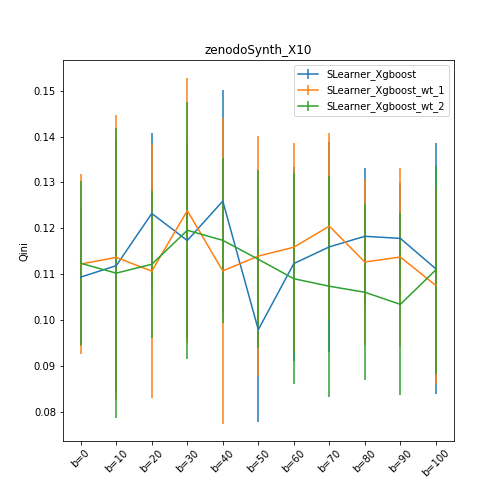 zenodoSynth_X10
SLearner_Xgboost
SLearner_Xgboost_wt_1
SLearner_Xgboost_wt_2
Qini
0.15
0.14
0.13
0.12
0.11
0.10
0.09
0.08
b=0
b=10
b=20
b=30
b=40
b=50
b=60
b=70
b=80
b=90
b=100